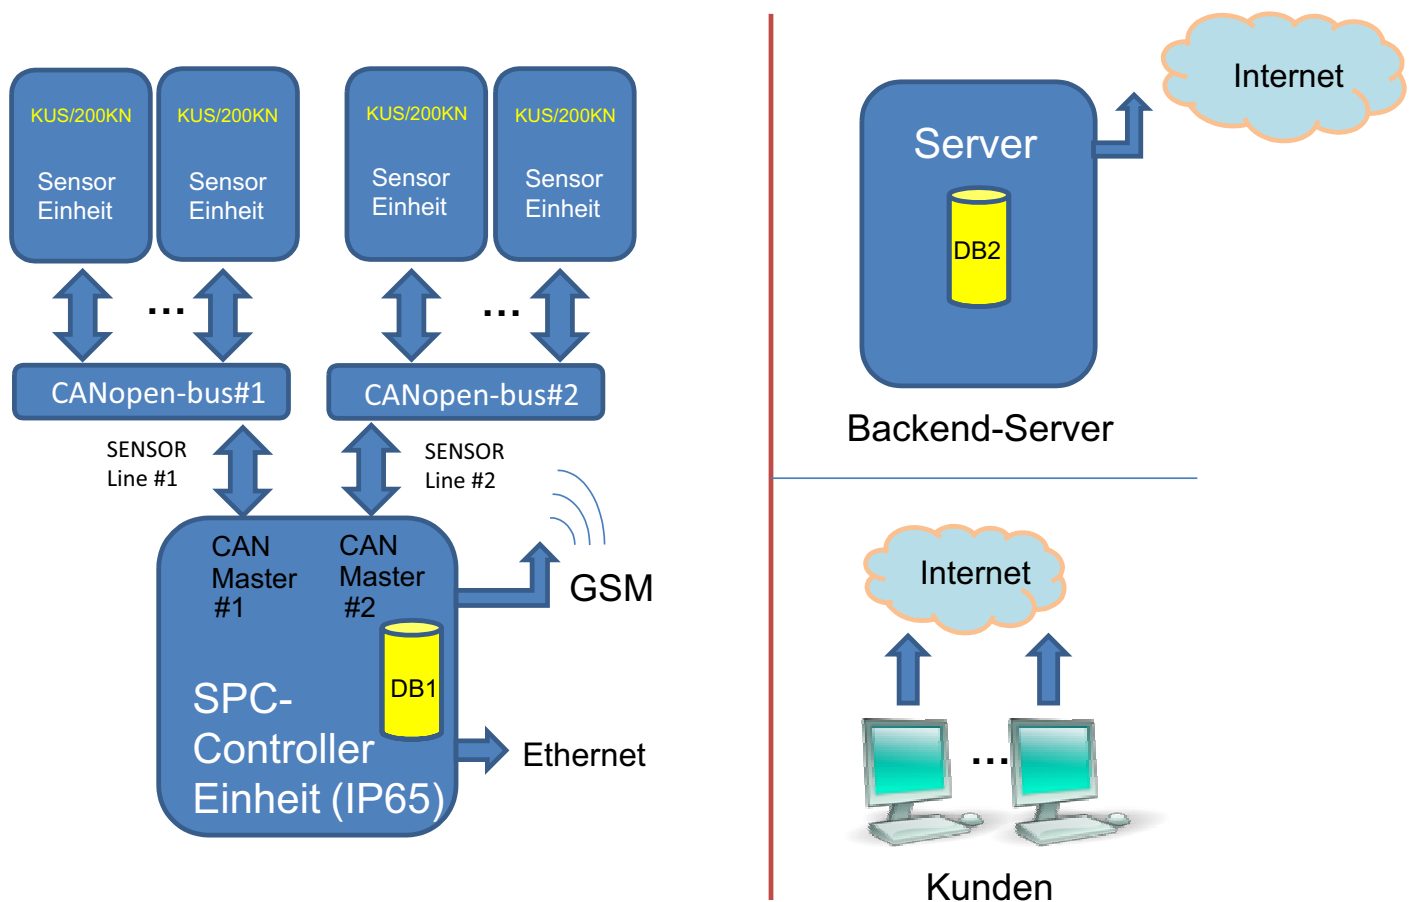 KUS/200KN
Sensor
Einheit
KUS/200KN
Sensor
Einheit
KUS/200KN
Sensor
Einheit
KUS/200KN
Sensor
Einheit
...
...
CANopen-bus#1
CANopen-bus#2
SENSOR
Line #1
SENSOR
Line #2
CAN
Master
#1
CAN
Master
#2
GSM
DB1
SPC-
Controller
Einheit (IP65)
Ethernet
Internet
Server
DB2
Backend-Server
Internet
...
Kunden